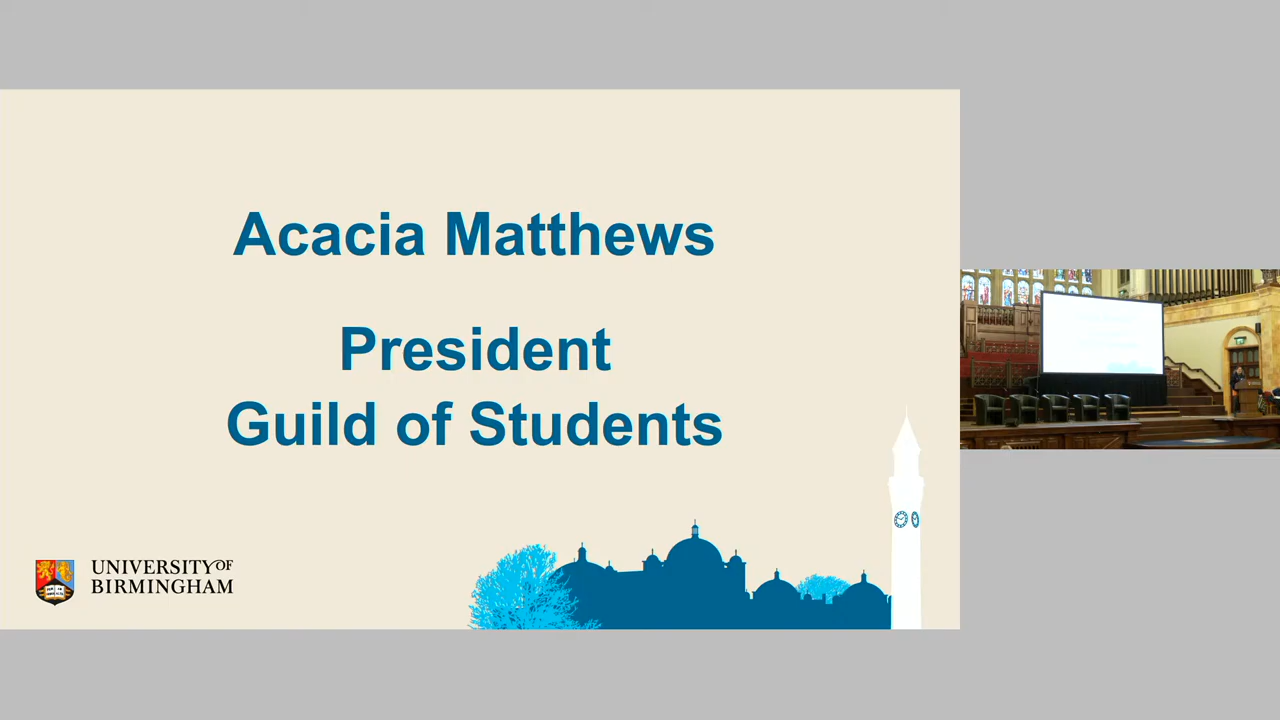 Acacia Matthews
President
Guild of Students
UNIVERSITY OF
BIRMINGHAM